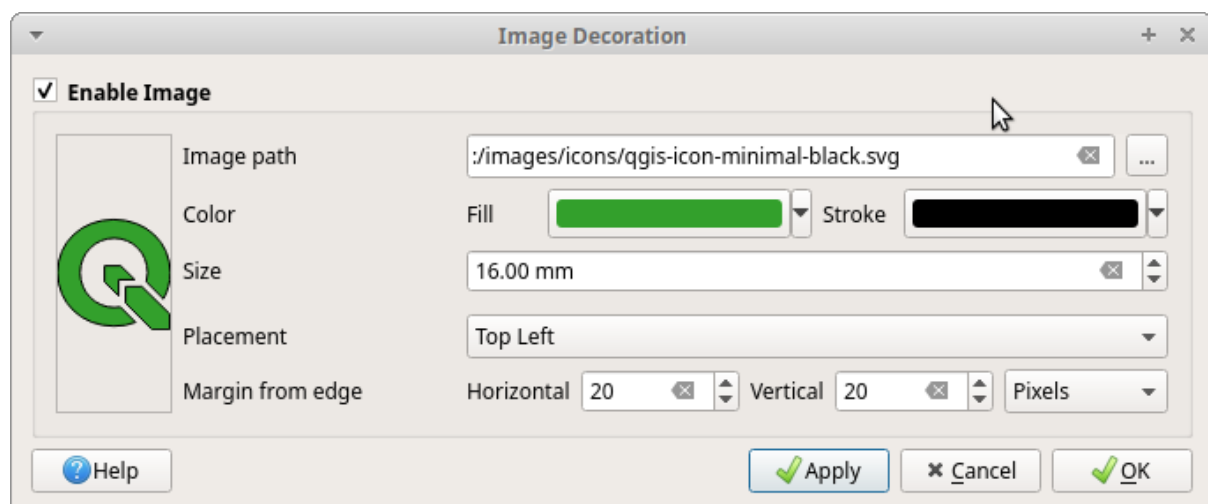 Image Decoration
Enable Image
Image path :/images/icons/qgis-icon-minimal-black.svg ...
Color Fill Stroke
Size 16.00 mm
Placement Top Left
Margin from edge Horizontal 20 Vertical 20 Pixels
Help Apply Cancel OK